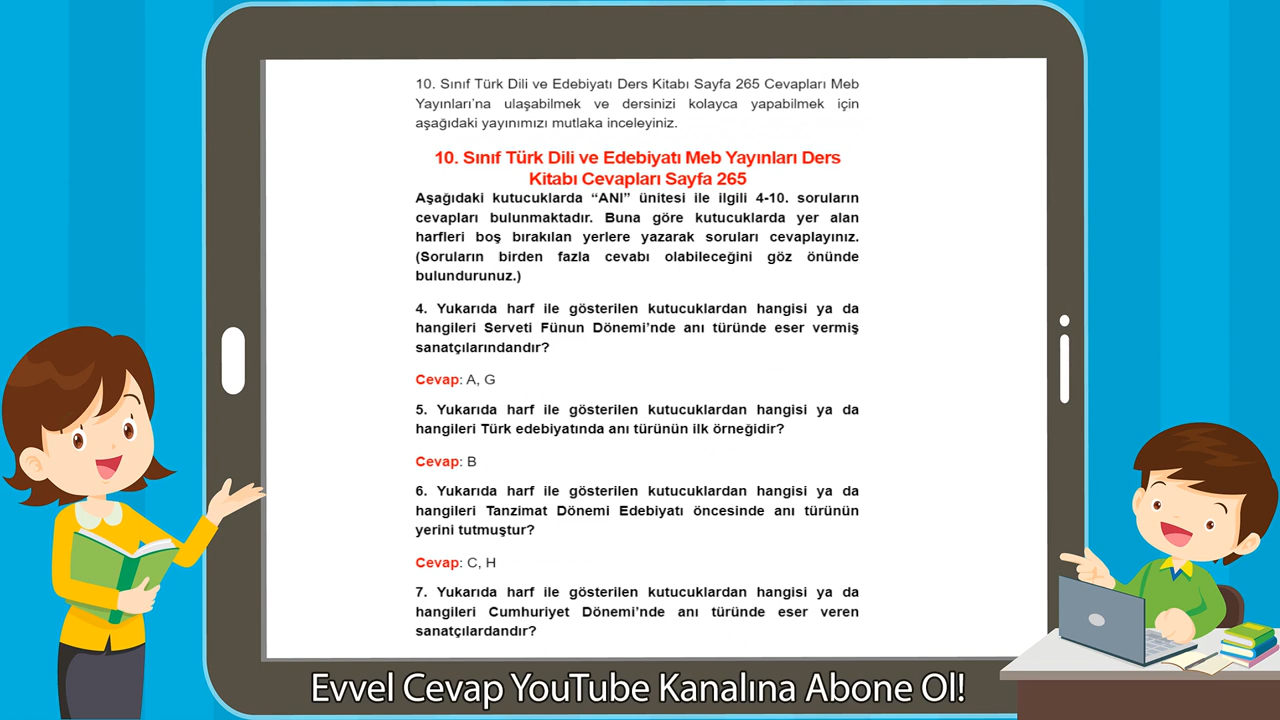 10. Sınıf Türk Dili ve Edebiyatı Ders Kitabı Sayfa 265 Cevapları Meb
Yayınları'na ulaşabilmek ve dersinizi kolayca yapabilmek için
aşağıdaki yayınımızı mutlaka inceleyiniz.
10. Sınıf Türk Dili ve Edebiyatı Meb Yayınları Ders
Kitabı Cevapları Sayfa 265
Aşağıdaki kutucuklarda “ANI” ünitesi ile ilgili 4-10. soruların
cevapları bulunmaktadır. Buna göre kutucuklarda yer alan
harfleri boş bırakılan yerlere yazarak soruları cevaplayınız.
(Soruların birden fazla cevabı olabileceğini göz önünde
bulundurunuz.)
4. Yukarıda harf ile gösterilen kutucuklardan hangisi ya da
hangileri Serveti Fünun Dönemi’nde anı türünde eser vermiş
sanatçılarındandır?
Cevap: A, G
5. Yukarıda harf ile gösterilen kutucuklardan hangisi ya da
hangileri Türk edebiyatında anı türünün ilk örneğidir?
Cevap: B
6. Yukarıda harf ile gösterilen kutucuklardan hangisi ya da
hangileri Tanzimat Dönemi Edebiyatı öncesinde anı türünün
yerini tutmuştur?
Cevap: C, H
7. Yukarıda harf ile gösterilen kutucuklardan hangisi ya da
hangileri Cumhuriyet Dönemi’nde anı türünde eser veren
sanatçılardandır?
Evvel Cevap YouTube Kanalına Abone Ol!